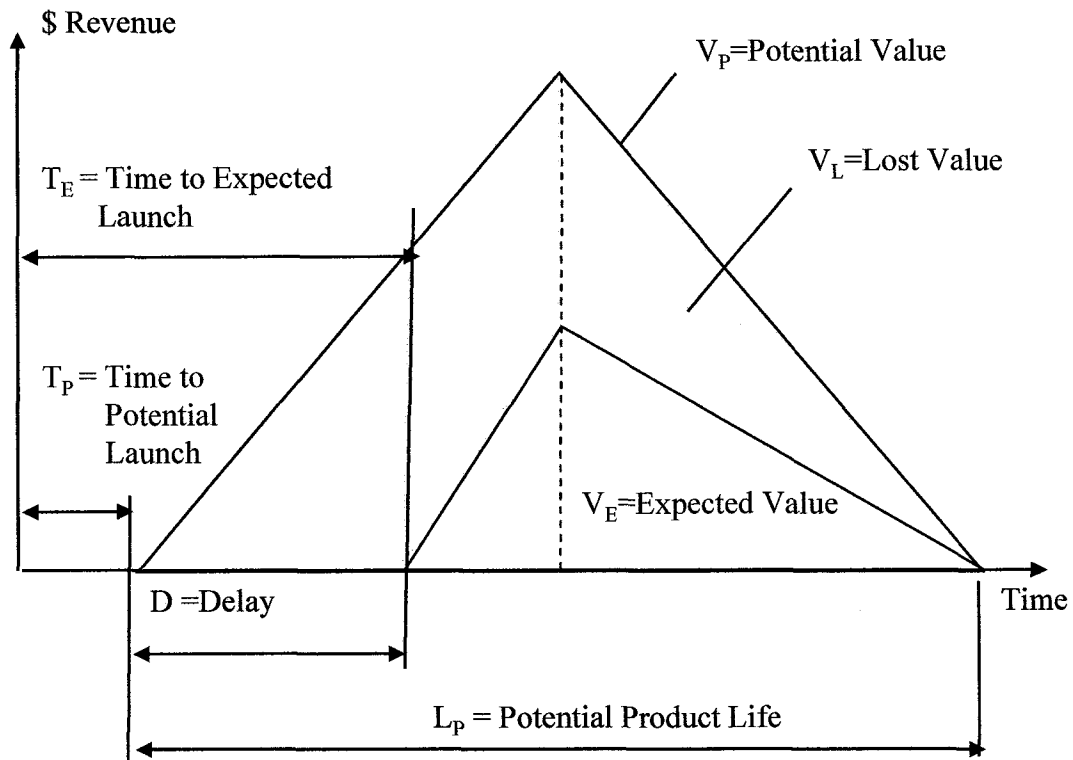 $ Revenue
V_P=Potential Value
V_L=Lost Value
T_E = Time to Expected
Launch
T_P = Time to
Potential
Launch
V_E=Expected Value
D =Delay
Time
L_P = Potential Product Life